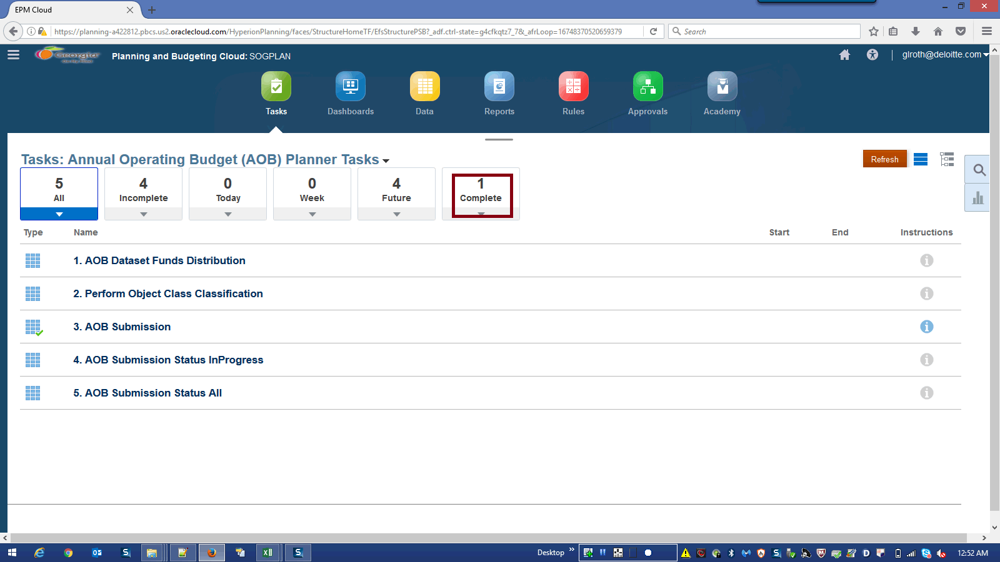 EPM Cloud
https://planning-a422812.pbcs.us2.oraclecloud.com/HyperionPlanning/faces/StructureHomeTF/EfsStructurePSB?_adf.ctrl-state=g4cfkqtz7_7&_afrLoop=16748370520659379
Search
Georgia
Planning and Budgeting Cloud: SOGPLAN
glroth@deloitte.com
Tasks
Dashboards
Data
Reports
Rules
Approvals
Academy
Tasks: Annual Operating Budget (AOB) Planner Tasks
Refresh
5
All
4
Incomplete
0
Today
0
Week
4
Future
1
Complete
Type Name Start End Instructions
1. AOB Dataset Funds Distribution
2. Perform Object Class Classification
3. AOB Submission
4. AOB Submission Status InProgress
5. AOB Submission Status All
Desktop
12:52 AM